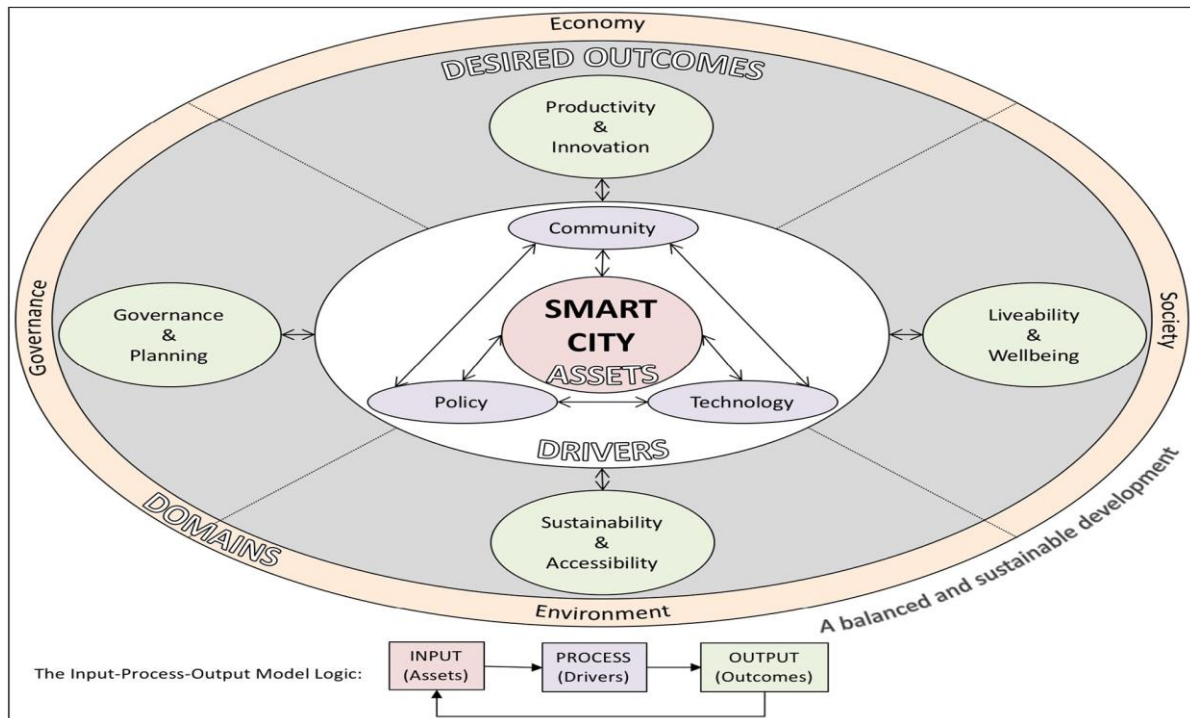 Economy
DESIRED OUTCOMES
Productivity
&
Innovation
Community
Governance
Governance
&
Planning
SMART
CITY
ASSETS
Liveability
&
Wellbeing
Society
Policy
Technology
DRIVERS
DOMAINS
Sustainability
&
Accessibility
Environment
A balanced and sustainable development
The Input-Process-Output Model Logic:
INPUT
(Assets)
PROCESS
(Drivers)
OUTPUT
(Outcomes)